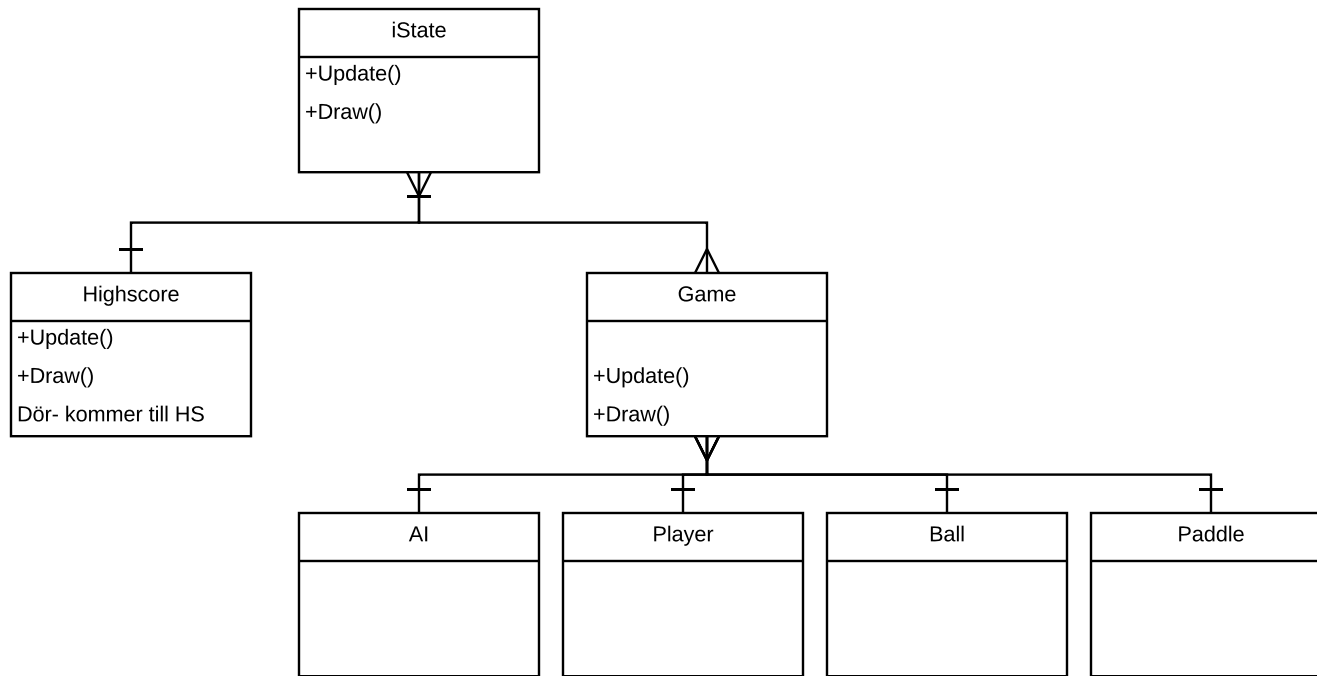 iState
+Update()
+Draw()
Highscore
+Update()
+Draw()
Dör- kommer till HS
Game
+Update()
+Draw()
AI
Player
Ball
Paddle